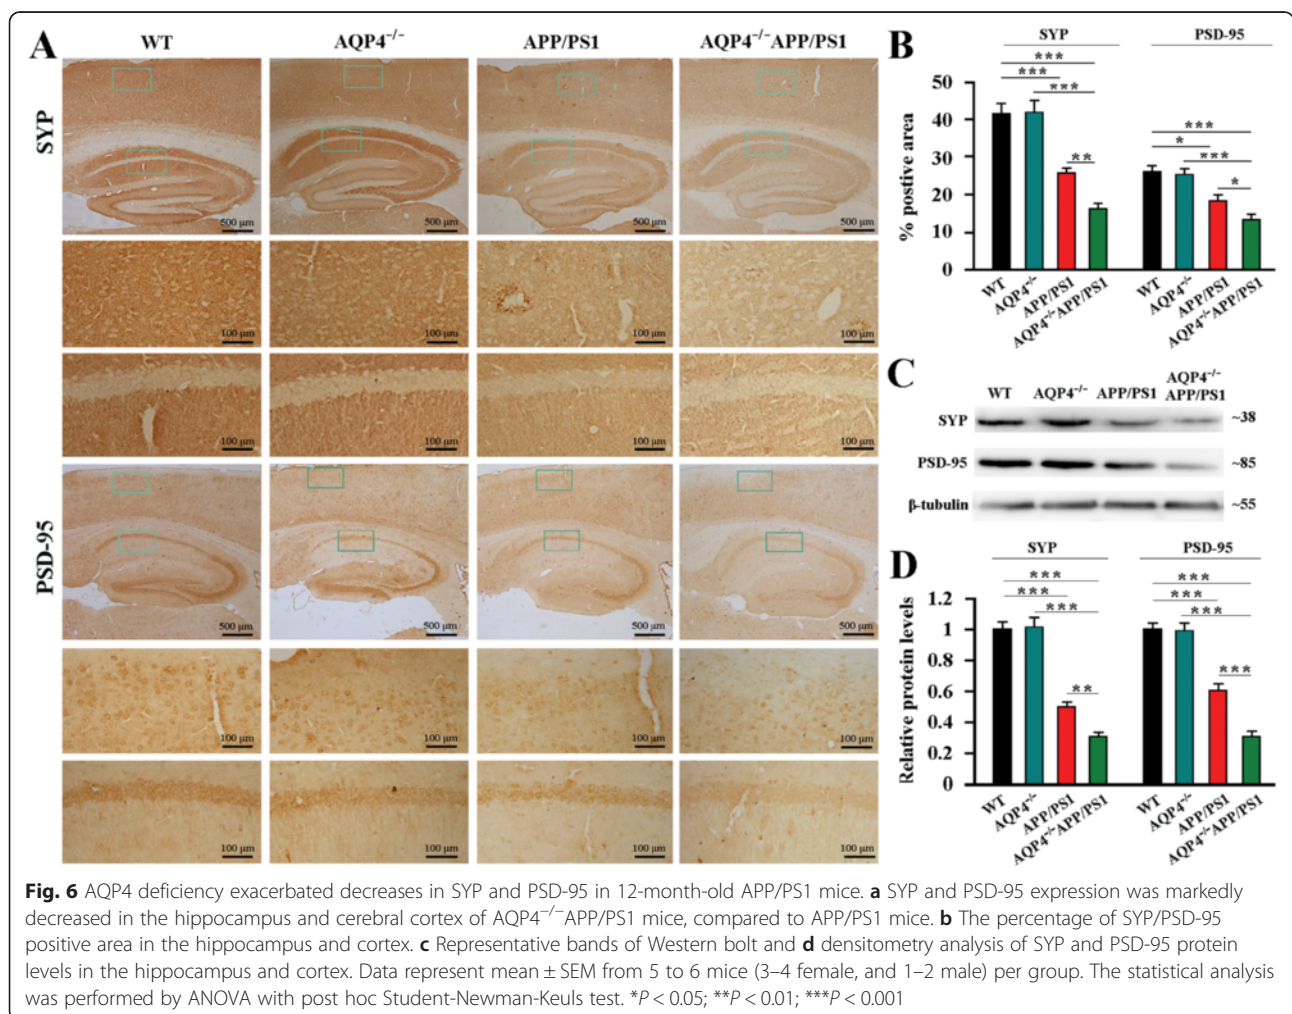 A
WT
AQP4⁻/⁻
APP/PS1
AQP4⁻/⁻APP/PS1
SYP
500 μm
500 μm
500 μm
500 μm
100 μm
100 μm
100 μm
100 μm
100 μm
100 μm
100 μm
100 μm
PSD-95
500 μm
500 μm
500 μm
500 μm
100 μm
100 μm
100 μm
100 μm
100 μm
100 μm
100 μm
100 μm
B
SYP
PSD-95
***
***
***
**
***
*
***
*
% postive area
50
40
30
20
10
0
WT
AQP4⁻/⁻
APP/PS1
AQP4⁻/⁻APP/PS1
WT
AQP4⁻/⁻
APP/PS1
AQP4⁻/⁻APP/PS1
C
WT
AQP4⁻/⁻
APP/PS1
AQP4⁻/⁻
APP/PS1
SYP
~38
PSD-95
~85
β-tubulin
~55
D
SYP
PSD-95
***
***
***
**
***
***
***
***
Relative protein levels
1.2
1
0.8
0.6
0.4
0.2
0
WT
AQP4⁻/⁻
APP/PS1
AQP4⁻/⁻APP/PS1
WT
AQP4⁻/⁻
APP/PS1
AQP4⁻/⁻APP/PS1
Fig. 6 AQP4 deficiency exacerbated decreases in SYP and PSD-95 in 12-month-old APP/PS1 mice. a SYP and PSD-95 expression was markedly
decreased in the hippocampus and cerebral cortex of AQP4⁻/⁻APP/PS1 mice, compared to APP/PS1 mice. b The percentage of SYP/PSD-95
positive area in the hippocampus and cortex. c Representative bands of Western bolt and d densitometry analysis of SYP and PSD-95 protein
levels in the hippocampus and cortex. Data represent mean ± SEM from 5 to 6 mice (3–4 female, and 1–2 male) per group. The statistical analysis
was performed by ANOVA with post hoc Student-Newman-Keuls test. *P < 0.05; **P < 0.01; ***P < 0.001